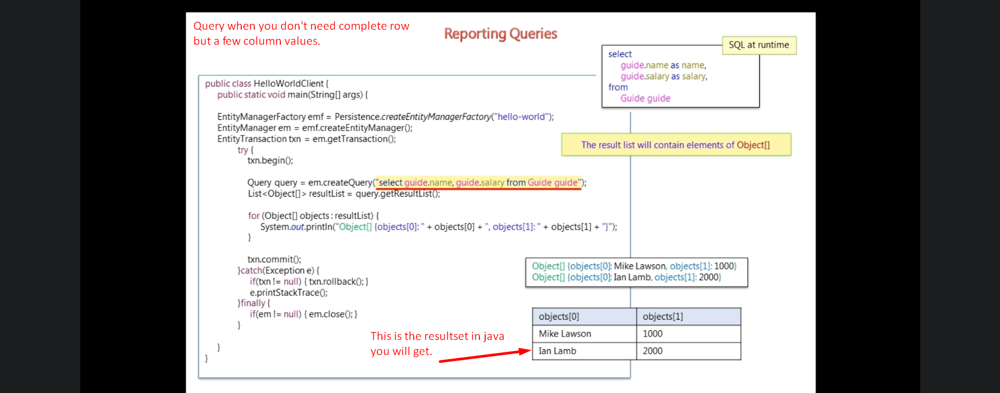 Query when you don't need complete row
but a few column values.
Reporting Queries
SQL at runtime
select
guide.name as name,
guide.salary as salary,
from
Guide guide
public class HelloWorldClient {
public static void main(String[] args) {
EntityManagerFactory emf = Persistence.createEntityManagerFactory("hello-world");
EntityManager em = emf.createEntityManager();
EntityTransaction txn = em.getTransaction();
try {
txn.begin();
The result list will contain elements of Object[]
Query query = em.createQuery("select guide.name, guide.salary from Guide guide");
List<Object[]> resultList = query.getResultList();
for (Object[] objects : resultList) {
System.out.println("Object[] {objects[0]: " + objects[0] + ", objects[1]: " + objects[1] + "}");
}
txn.commit();
}catch(Exception e) {
if(txn != null) { txn.rollback(); }
e.printStackTrace();
}finally {
if(em != null) { em.close(); }
}
}
}
Object[] {objects[0]: Mike Lawson, objects[1]: 1000}
Object[] {objects[0]: Ian Lamb, objects[1]: 2000}
objects[0] objects[1]
Mike Lawson 1000
Ian Lamb 2000
This is the resultset in java
you will get.